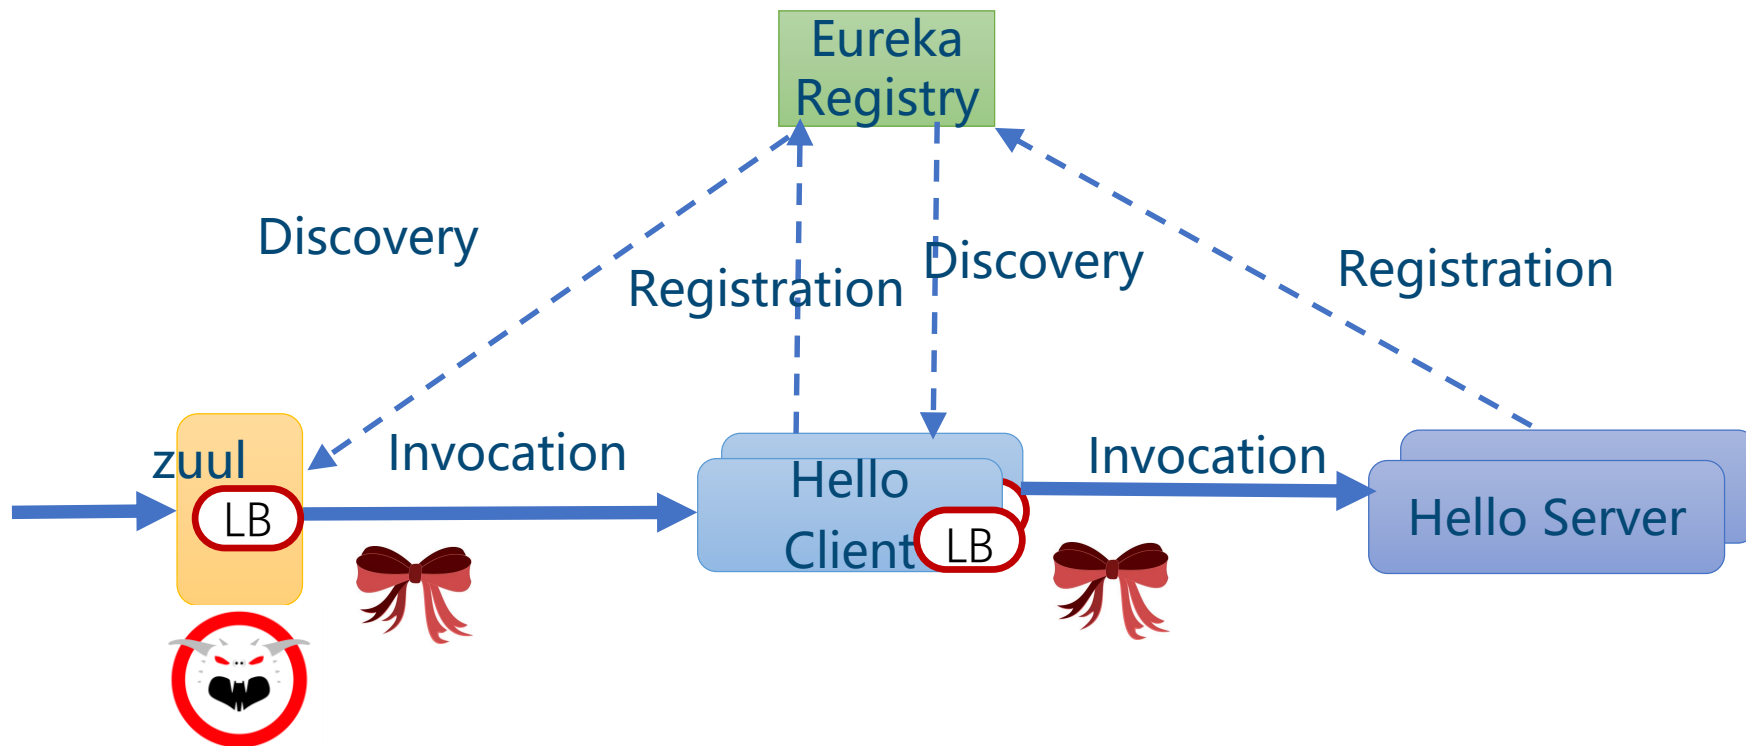 Eureka
Registry
Discovery
Registration
Discovery
Registration
zuul
LB
Invocation
Hello
Client
LB
Invocation
Hello Server